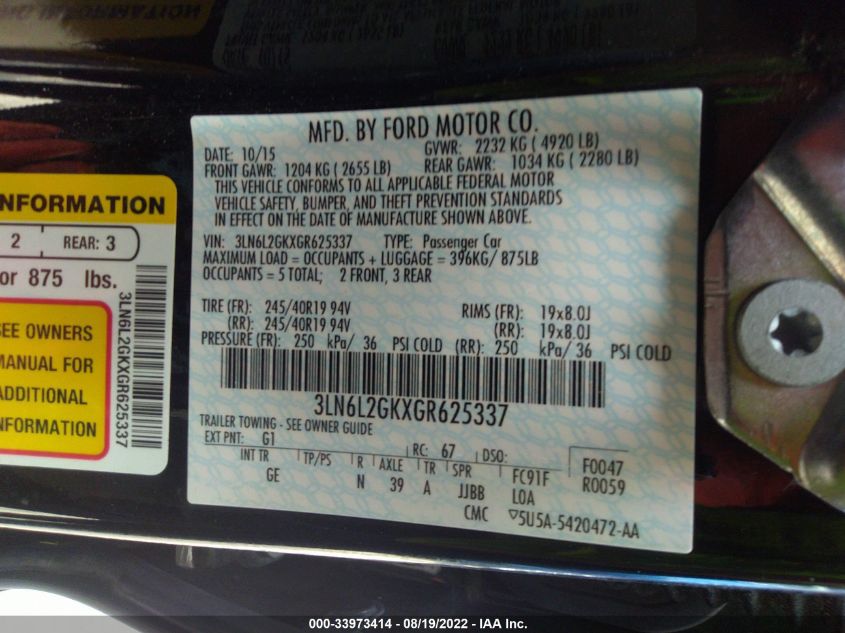 NFORMATION
2 REAR: 3
or 875 lbs.
SEE OWNERS
MANUAL FOR
ADDITIONAL
INFORMATION
3LN6L2GKXGR625337
MFD. BY FORD MOTOR CO.
DATE: 10/15 GVWR: 2232 KG ( 4920 LB)
FRONT GAWR: 1204 KG ( 2655 LB) REAR GAWR: 1034 KG ( 2280 LB)
THIS VEHICLE CONFORMS TO ALL APPLICABLE FEDERAL MOTOR
VEHICLE SAFETY, BUMPER, AND THEFT PREVENTION STANDARDS
IN EFFECT ON THE DATE OF MANUFACTURE SHOWN ABOVE.
VIN: 3LN6L2GKXGR625337 TYPE: Passenger Car
MAXIMUM LOAD = OCCUPANTS + LUGGAGE = 396KG/ 875LB
OCCUPANTS = 5 TOTAL; 2 FRONT, 3 REAR
TIRE (FR): 245/40R19 94V RIMS (FR): 19x8.0J
(RR): 245/40R19 94V (RR): 19x8.0J
PRESSURE (FR): 250 kPa/ 36 PSI COLD (RR): 250 kPa/ 36 PSI COLD
3LN6L2GKXGR625337
TRAILER TOWING - SEE OWNER GUIDE
EXT PNT: G1 RC: 67 DSO: F0047
INT TR TP/PS R AXLE TR SPR FC91F R0059
GE N 39 A JJBB LOA
CMC ▽5U5A-5420472-AA
000-33973414 - 08/19/2022 - IAA Inc.